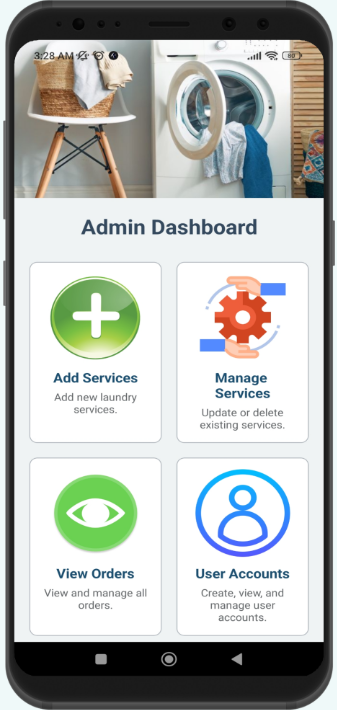 3:28 AM
60
Admin Dashboard
Add Services
Add new laundry
services.
Manage
Services
Update or delete
existing services.
View Orders
View and manage all
orders.
User Accounts
Create, view, and
manage user
accounts.